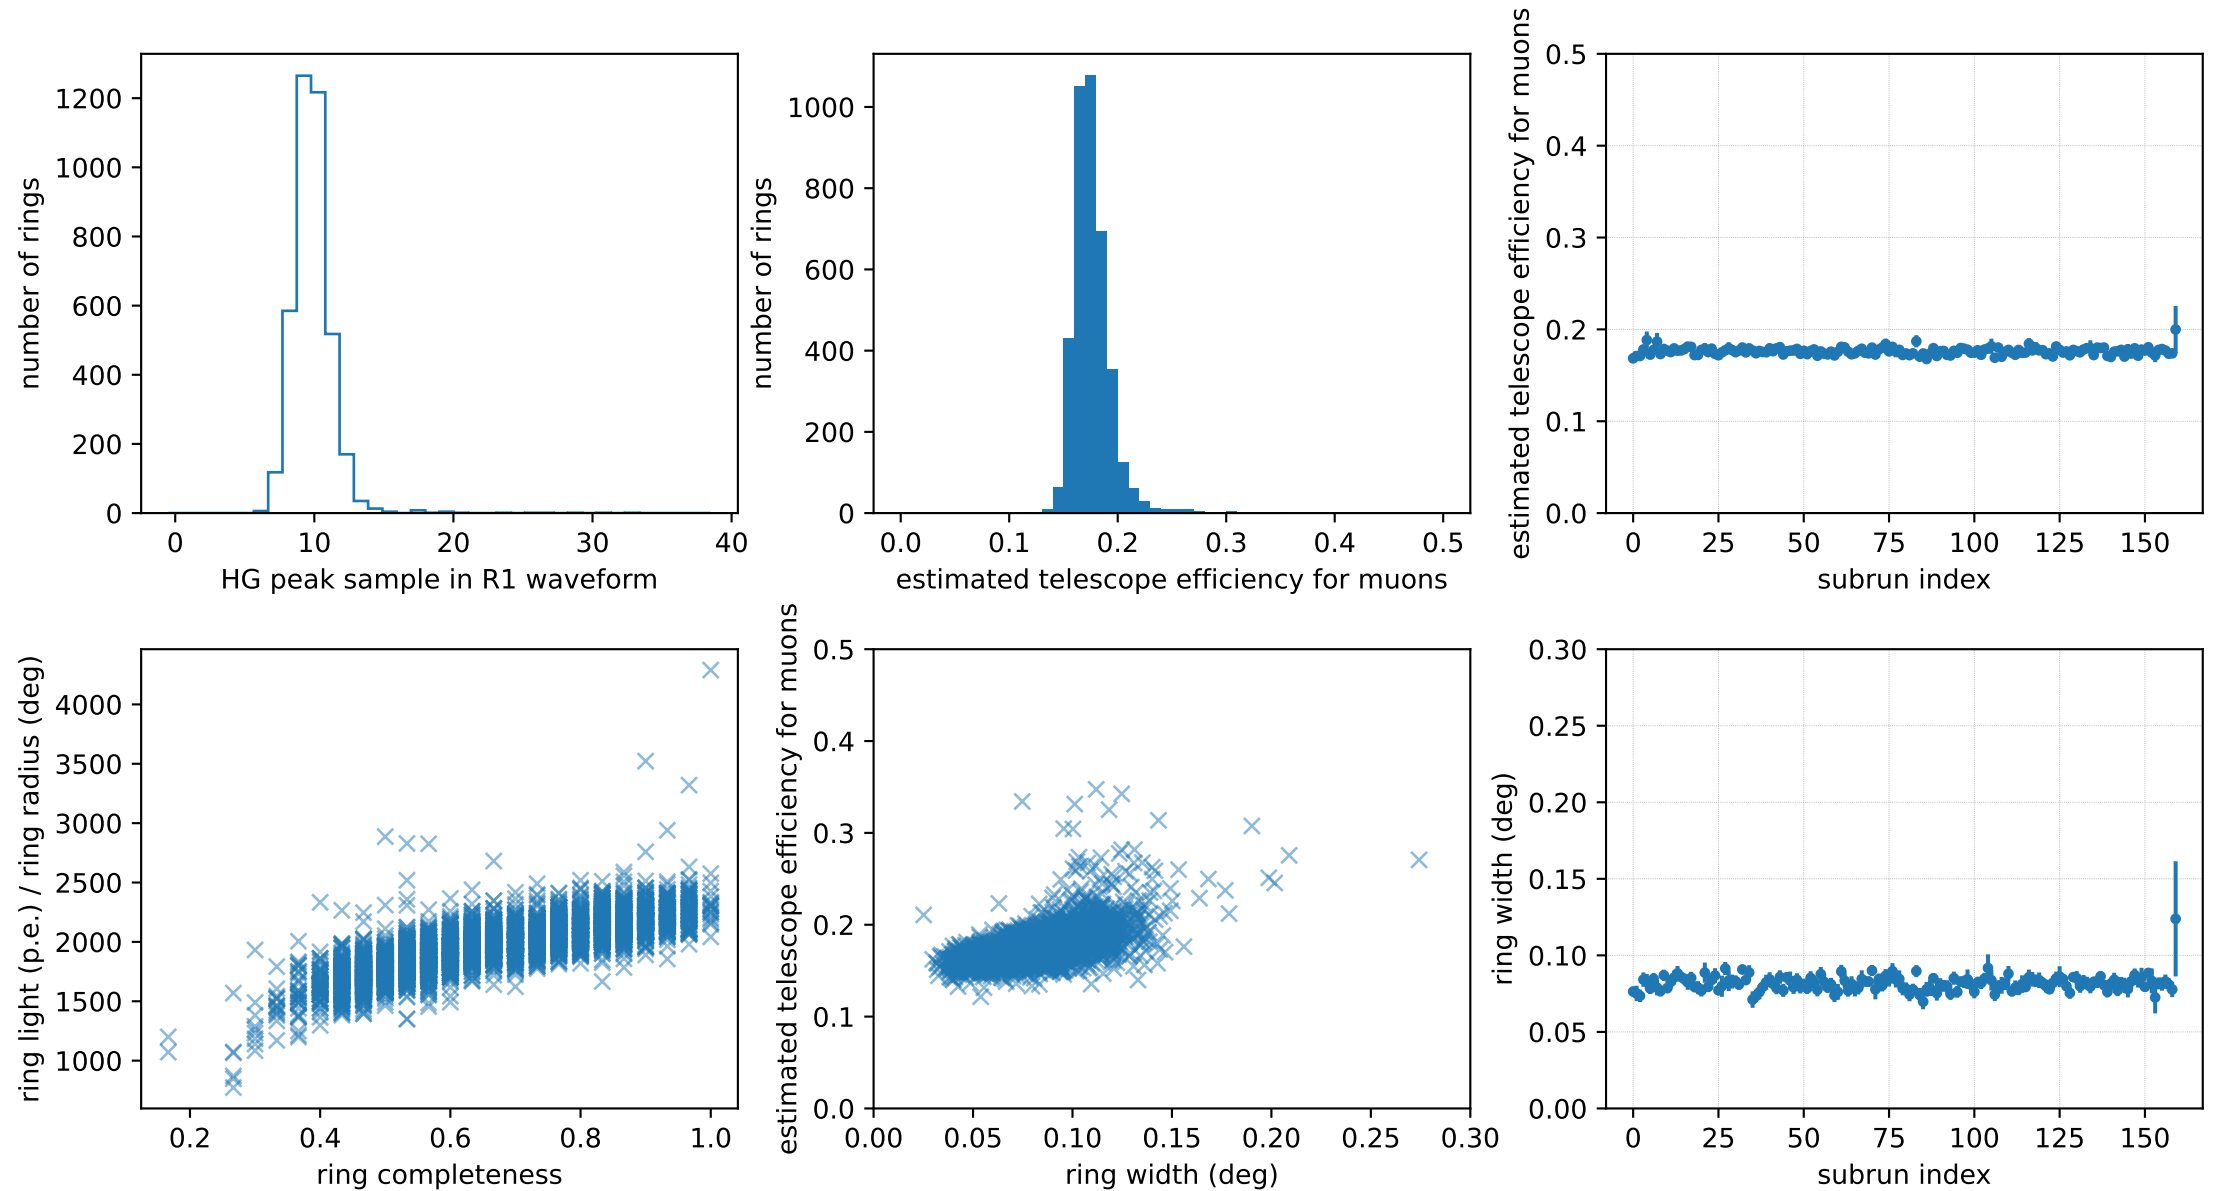 number of rings
1200
1000
800
600
400
200
0
0 10 20 30 40
HG peak sample in R1 waveform
number of rings
1000
800
600
400
200
0
0.0 0.1 0.2 0.3 0.4 0.5
estimated telescope efficiency for muons
estimated telescope efficiency for muons
0.5
0.4
0.3
0.2
0.1
0.0
0 25 50 75 100 125 150
subrun index
ring light (p.e.) / ring radius (deg)
4000
3500
3000
2500
2000
1500
1000
0.2 0.4 0.6 0.8 1.0
ring completeness
estimated telescope efficiency for muons
0.5
0.4
0.3
0.2
0.1
0.0
0.00 0.05 0.10 0.15 0.20 0.25 0.30
ring width (deg)
ring width (deg)
0.30
0.25
0.20
0.15
0.10
0.05
0.00
0 25 50 75 100 125 150
subrun index